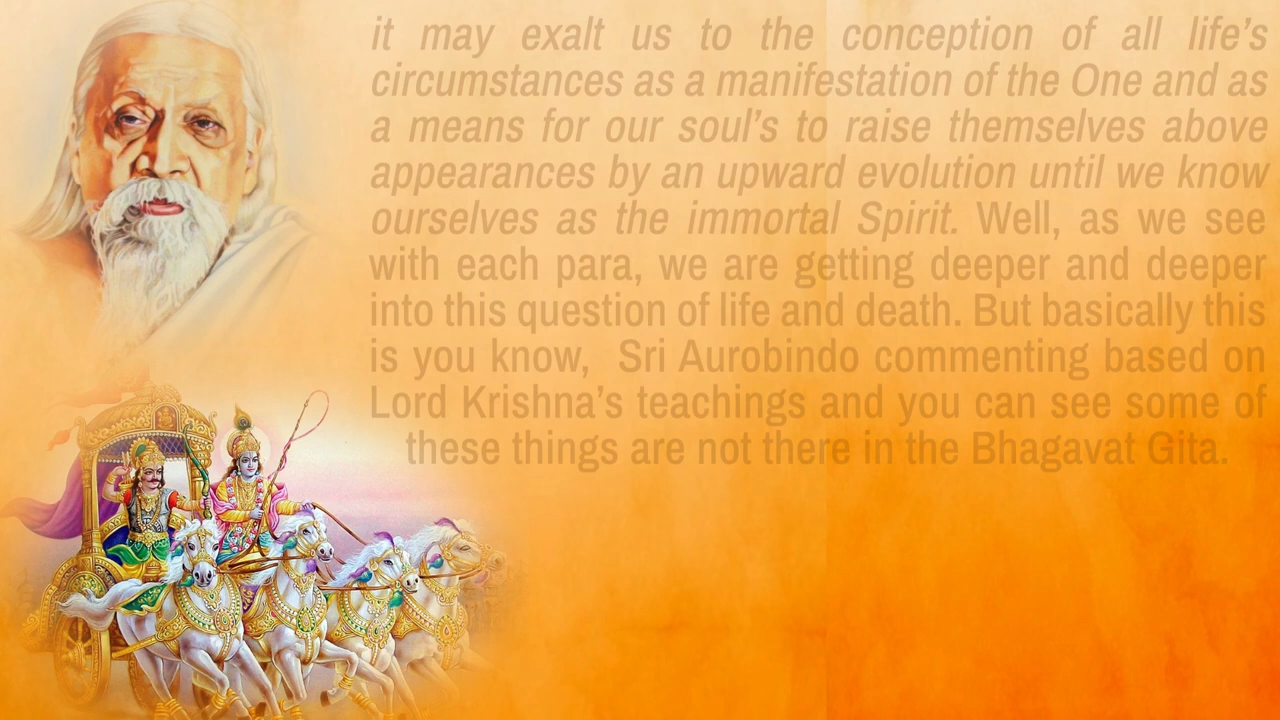 it may exalt us to the conception of all life’s
circumstances as a manifestation of the One and as
a means for our soul’s to raise themselves above
appearances by an upward evolution until we know
ourselves as the immortal Spirit. Well, as we see
with each para, we are getting deeper and deeper
into this question of life and death. But basically this
is you know,  Sri Aurobindo commenting based on
Lord Krishna’s teachings and you can see some of
these things are not there in the Bhagavat Gita.